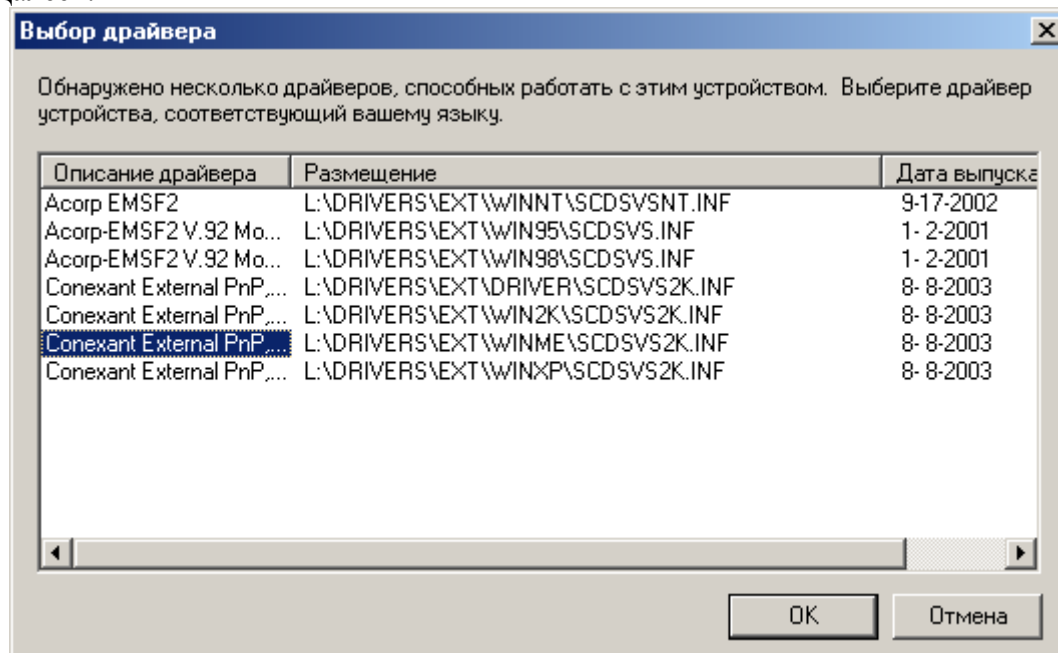 Выбор драйвера
Обнаружено несколько драйверов, способных работать с этим устройством. Выберите драйвер
устройства, соответствующий вашему языку.
Описание драйвера Размещение Дата выпуска
Acorp EMSF2 L:\DRIVERS\EXT\WINNT\SCDSVSNT.INF 9-17-2002
Acorp-EMSF2 V.92 Mo... L:\DRIVERS\EXT\WIN95\SCDSVS.INF 1- 2-2001
Acorp-EMSF2 V.92 Mo... L:\DRIVERS\EXT\WIN98\SCDSVS.INF 1- 2-2001
Conexant External PnP,... L:\DRIVERS\EXT\DRIVER\SCDSVS2K.INF 8- 8-2003
Conexant External PnP,... L:\DRIVERS\EXT\WIN2K\SCDSVS2K.INF 8- 8-2003
Conexant External PnP,... L:\DRIVERS\EXT\WINME\SCDSVS2K.INF 8- 8-2003
Conexant External PnP,... L:\DRIVERS\EXT\WINXP\SCDSVS2K.INF 8- 8-2003
OK Отмена